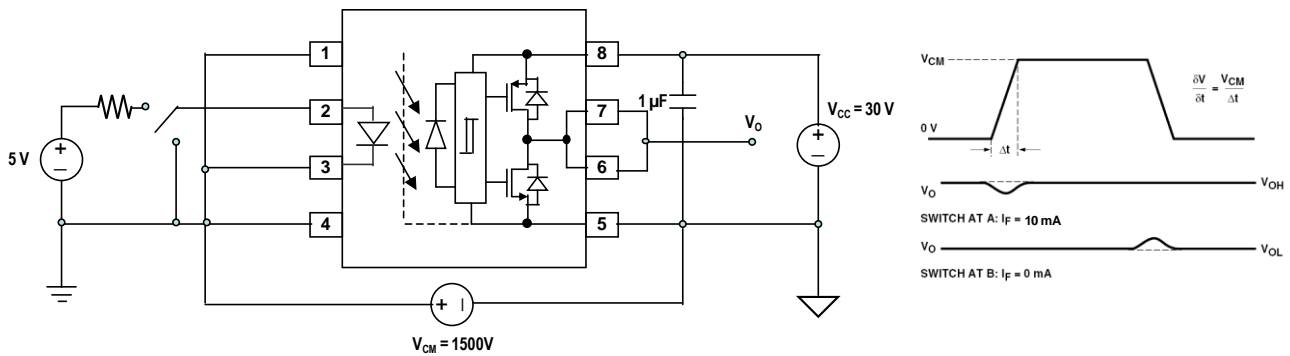 1
8
2
7
3
6
4
5
5 V
+
–
1 µF
V_O
V_CC = 30 V
+
–
+ –
V_CM = 1500V
V_CM
0 V
Δt
δV/δt = V_CM/Δt
V_O
V_OH
SWITCH AT A: I_F = 10 mA
V_O
V_OL
SWITCH AT B: I_F = 0 mA